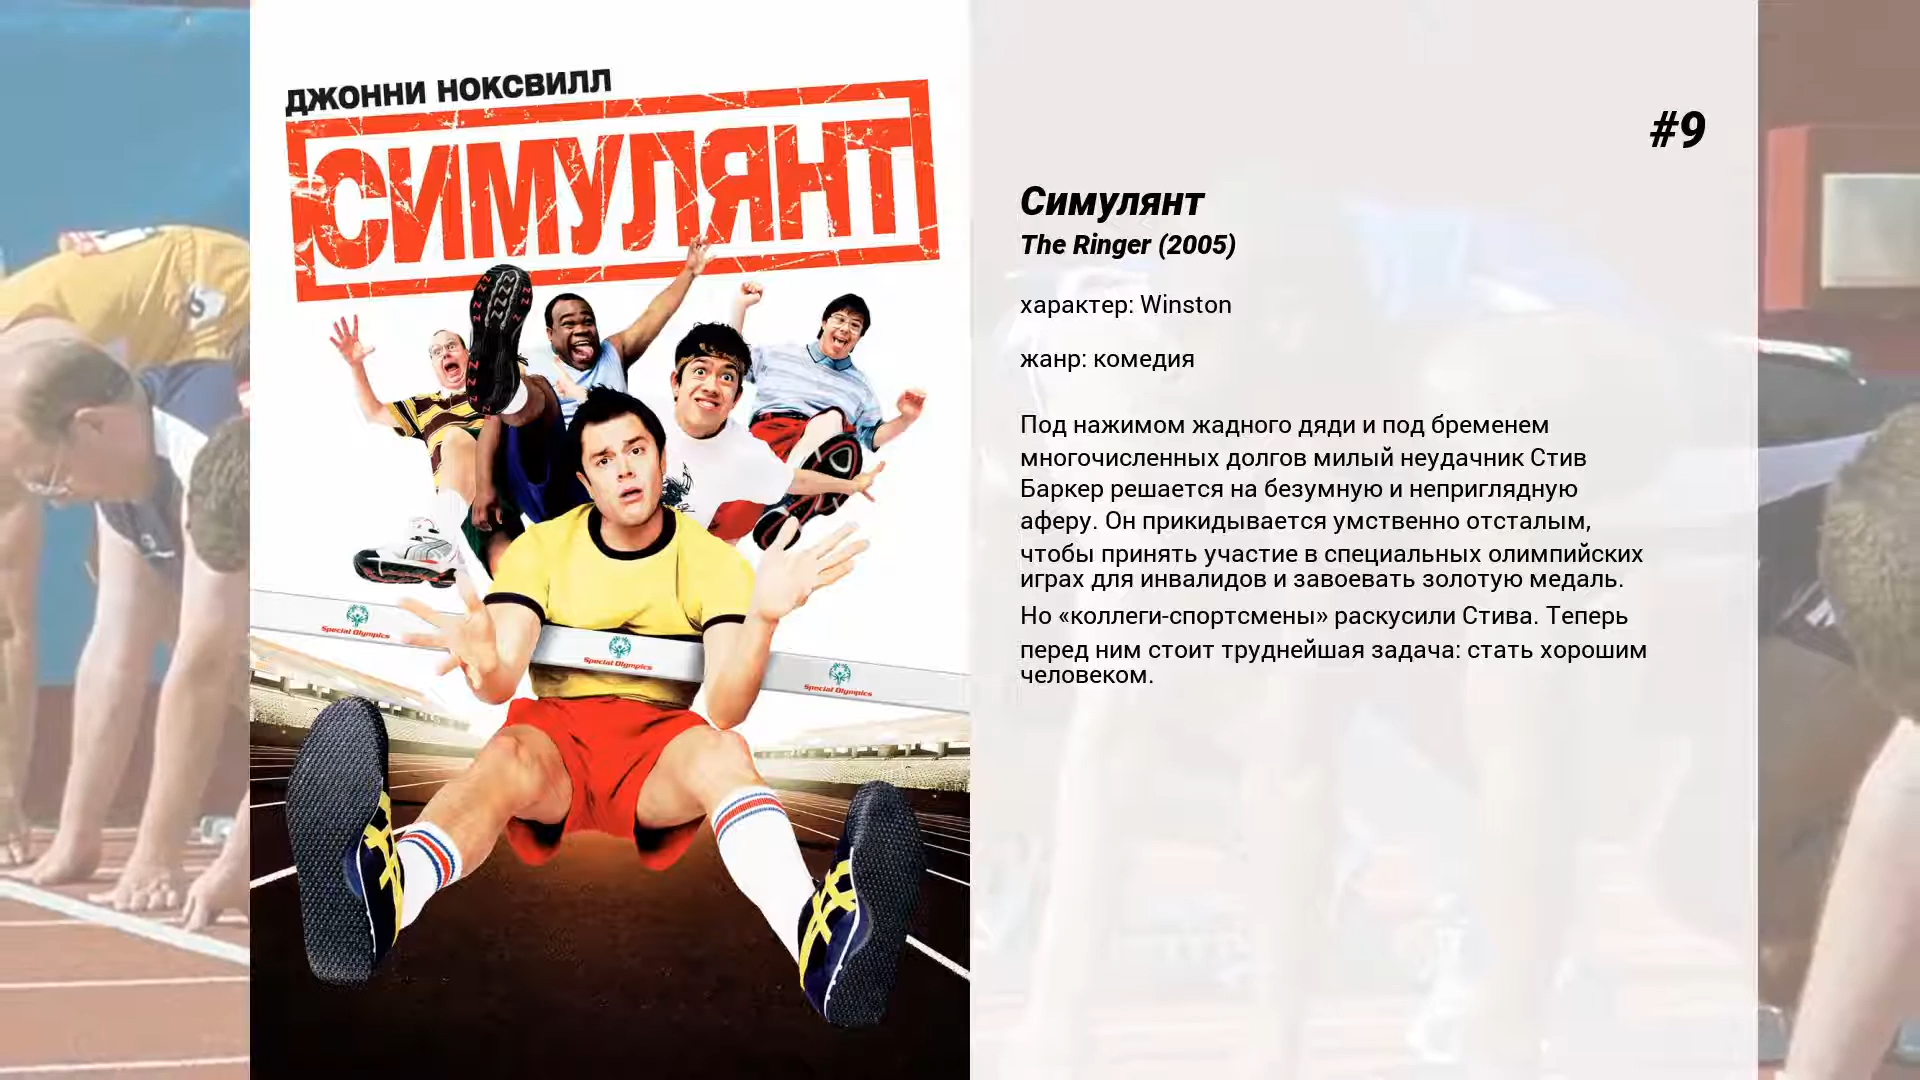 ДЖОННИ НОКСВИЛЛ
СИМУЛЯНТ
Special Olympics
Special Olympics
Special Olympics
#9
Симулянт
The Ringer (2005)
характер: Winston
жанр: комедия
Под нажимом жадного дяди и под бременем
многочисленных долгов милый неудачник Стив
Баркер решается на безумную и неприглядную
аферу. Он прикидывается умственно отсталым,
чтобы принять участие в специальных олимпийских
играх для инвалидов и завоевать золотую медаль.
Но «коллеги-спортсмены» раскусили Стива. Теперь
перед ним стоит труднейшая задача: стать хорошим
человеком.